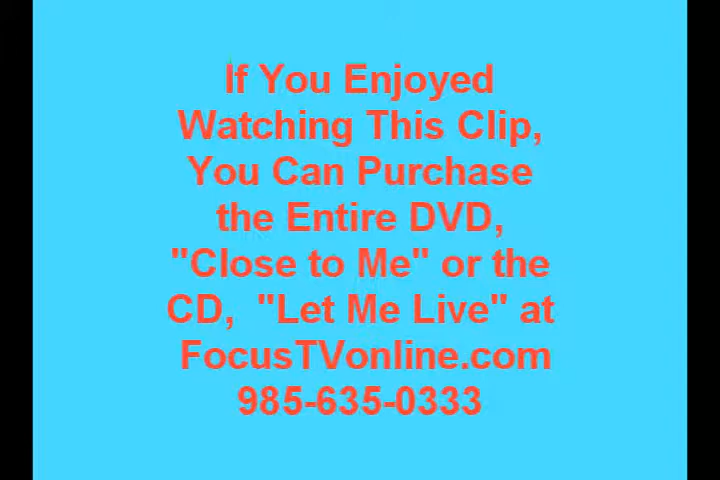 If You Enjoyed
Watching This Clip,
You Can Purchase
the Entire DVD,
"Close to Me" or the
CD,  "Let Me Live" at
FocusTVonline.com
985-635-0333